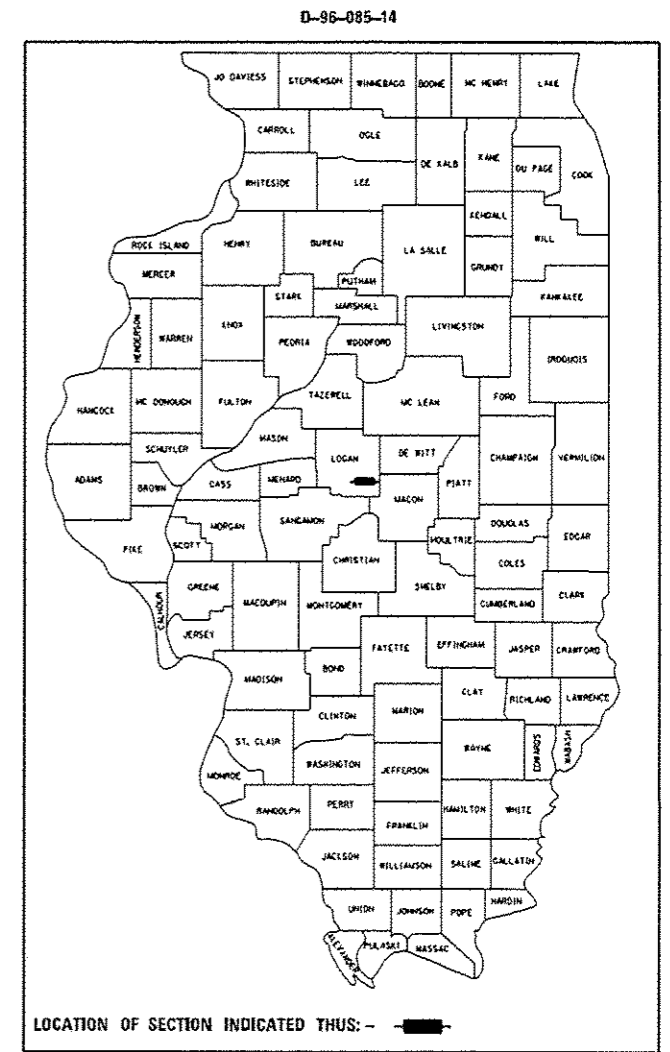 D-96-085-14
JO DAVIESS STEPHENSON WINNEBAGO BOONE MC HENRY LAKE
CARROLL OGLE
DE KALB KANE DU PAGE COOK
WHITESIDE LEE
KENDALL
WILL
ROCK ISLAND HENRY BUREAU LA SALLE
GRUNDY
MERCER PUTNAM
STARK MARSHALL KANKAKEE
HENDERSON WARREN KNOX LIVINGSTON
PEORIA WOODFORD IROQUOIS
TAZEWELL MC LEAN FORD
HANCOCK MC DONOUGH FULTON
MASON
SCHUYLER LOGAN DE WITT CHAMPAIGN VERMILION
ADAMS BROWN CASS MENARD PIATT
MACON
MORGAN SANGAMON DOUGLAS
PIKE SCOTT CHRISTIAN MOULTRIE EDGAR
COLES
GREENE SHELBY
CALHOUN MACOUPIN MONTGOMERY CUMBERLAND CLARK
JERSEY FAYETTE EFFINGHAM JASPER CRAWFORD
BOND
MADISON CLAY RICHLAND LAWRENCE
CLINTON MARION
ST. CLAIR WAYNE EDWARDS WABASH
WASHINGTON JEFFERSON
MONROE
RANDOLPH PERRY HAMILTON WHITE
FRANKLIN
JACKSON WILLIAMSON SALINE GALLATIN
UNION JOHNSON POPE HARDIN
ALEXANDER PULASKI MASSAC
LOCATION OF SECTION INDICATED THUS: -